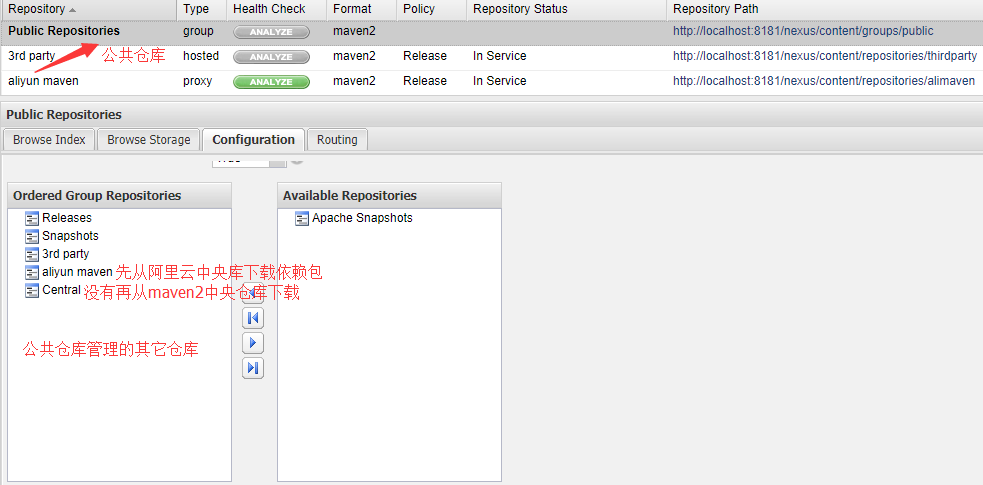 Repository Type Health Check Format Policy Repository Status Repository Path
Public Repositories group ANALYZE maven2 http://localhost:8181/nexus/content/groups/public
公共仓库
3rd party hosted ANALYZE maven2 Release In Service http://localhost:8181/nexus/content/repositories/thirdparty
aliyun maven proxy ANALYZE maven2 Release In Service http://localhost:8181/nexus/content/repositories/alimaven
Public Repositories
Browse Index Browse Storage Configuration Routing
Ordered Group Repositories Available Repositories
Releases Apache Snapshots
Snapshots
3rd party
aliyun maven 先从阿里云中央库下载依赖包
Central 没有再从maven2中央仓库下载
公共仓库管理的其它仓库